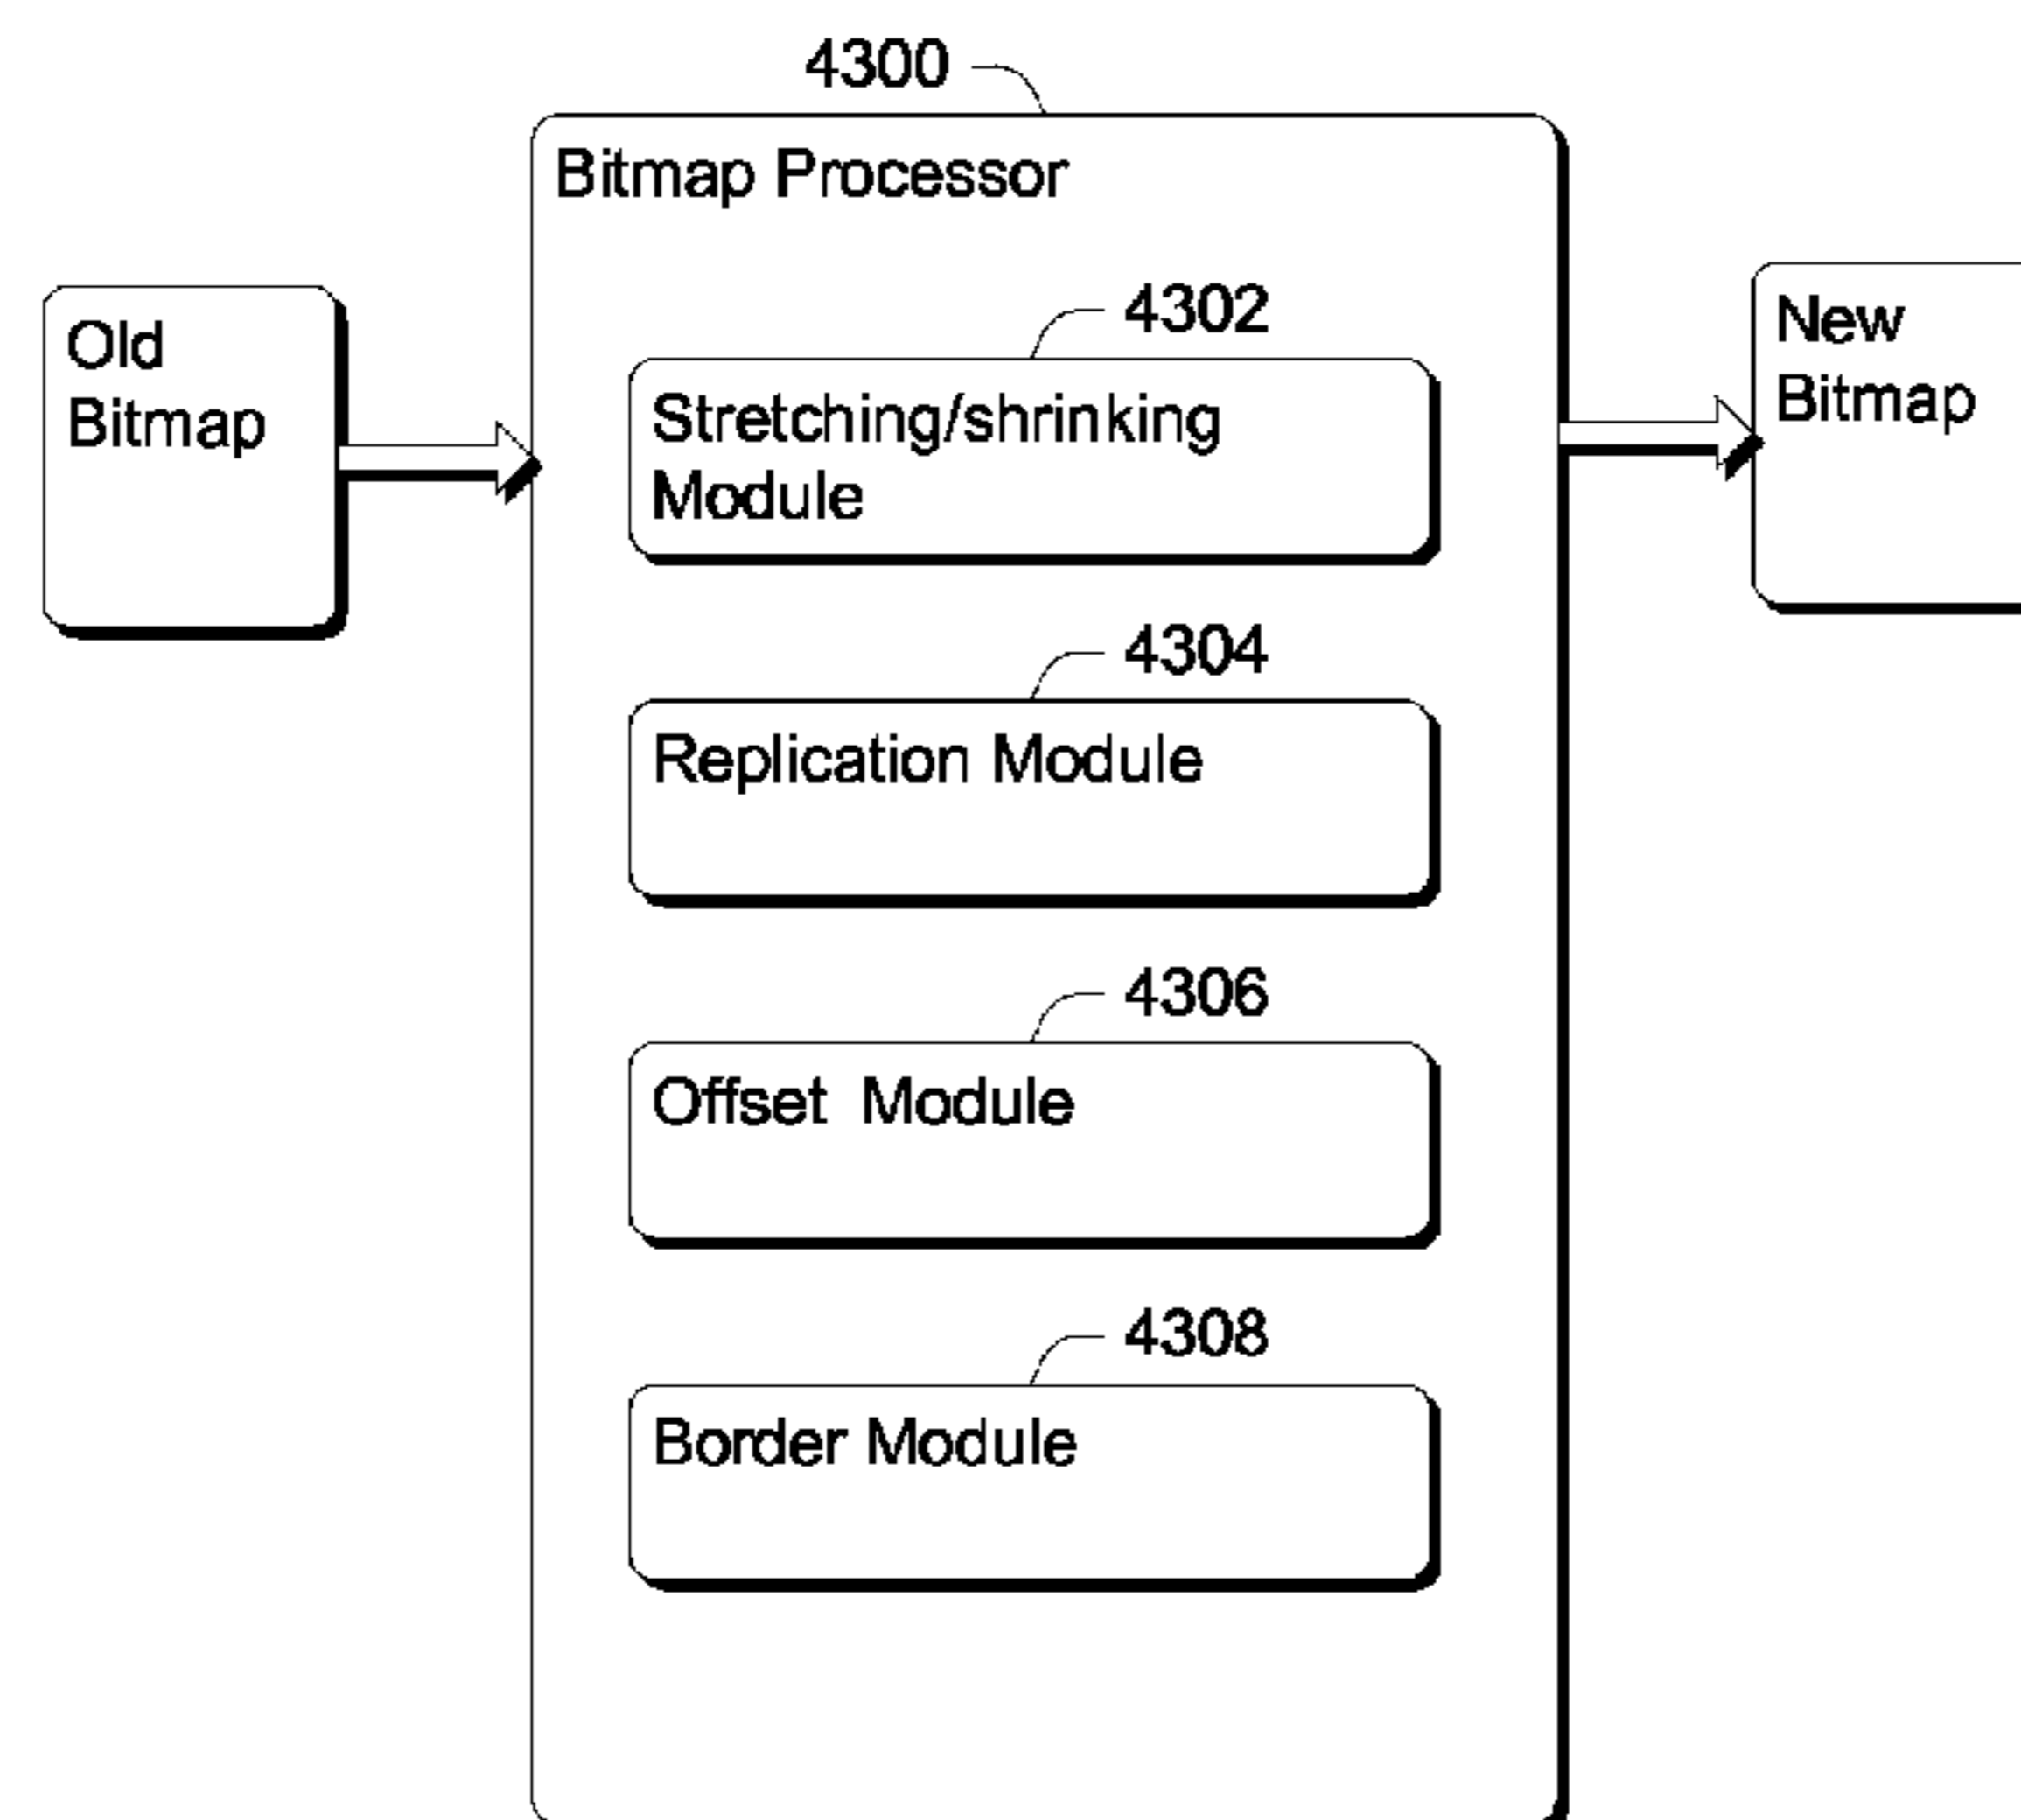 4300
Bitmap Processor
Old
Bitmap
4302
Stretching/shrinking
Module
4304
Replication Module
4306
Offset Module
4308
Border Module
New
Bitmap